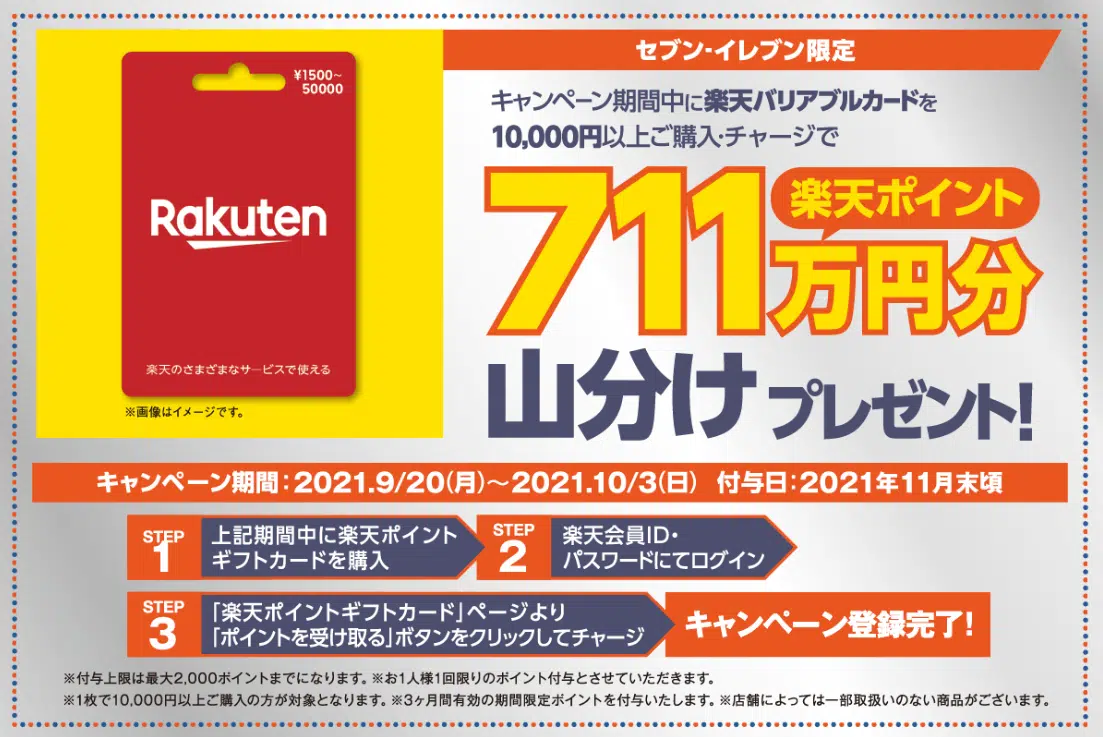 ¥1500~
50000
Rakuten
楽天のさまざまなサービスで使える
※画像はイメージです。
セブン-イレブン限定
キャンペーン期間中に楽天バリアブルカードを
10,000円以上ご購入・チャージで
楽天ポイント
711万円分
山分けプレゼント!
キャンペーン期間：2021.9/20(月)～2021.10/3(日) 付与日：2021年11月末頃
STEP
1
上記期間中に楽天ポイント
ギフトカードを購入
STEP
2
楽天会員ID・
パスワードにてログイン
STEP
3
「楽天ポイントギフトカード」ページより
「ポイントを受け取る」ボタンをクリックしてチャージ
キャンペーン登録完了!
※付与上限は最大2,000ポイントまでになります。※お1人様1回限りのポイント付与とさせていただきます。
※1枚で10,000円以上ご購入の方が対象となります。※3ヶ月間有効の期間限定ポイントを付与いたします。※店舗によっては一部取扱いのない商品がございます。